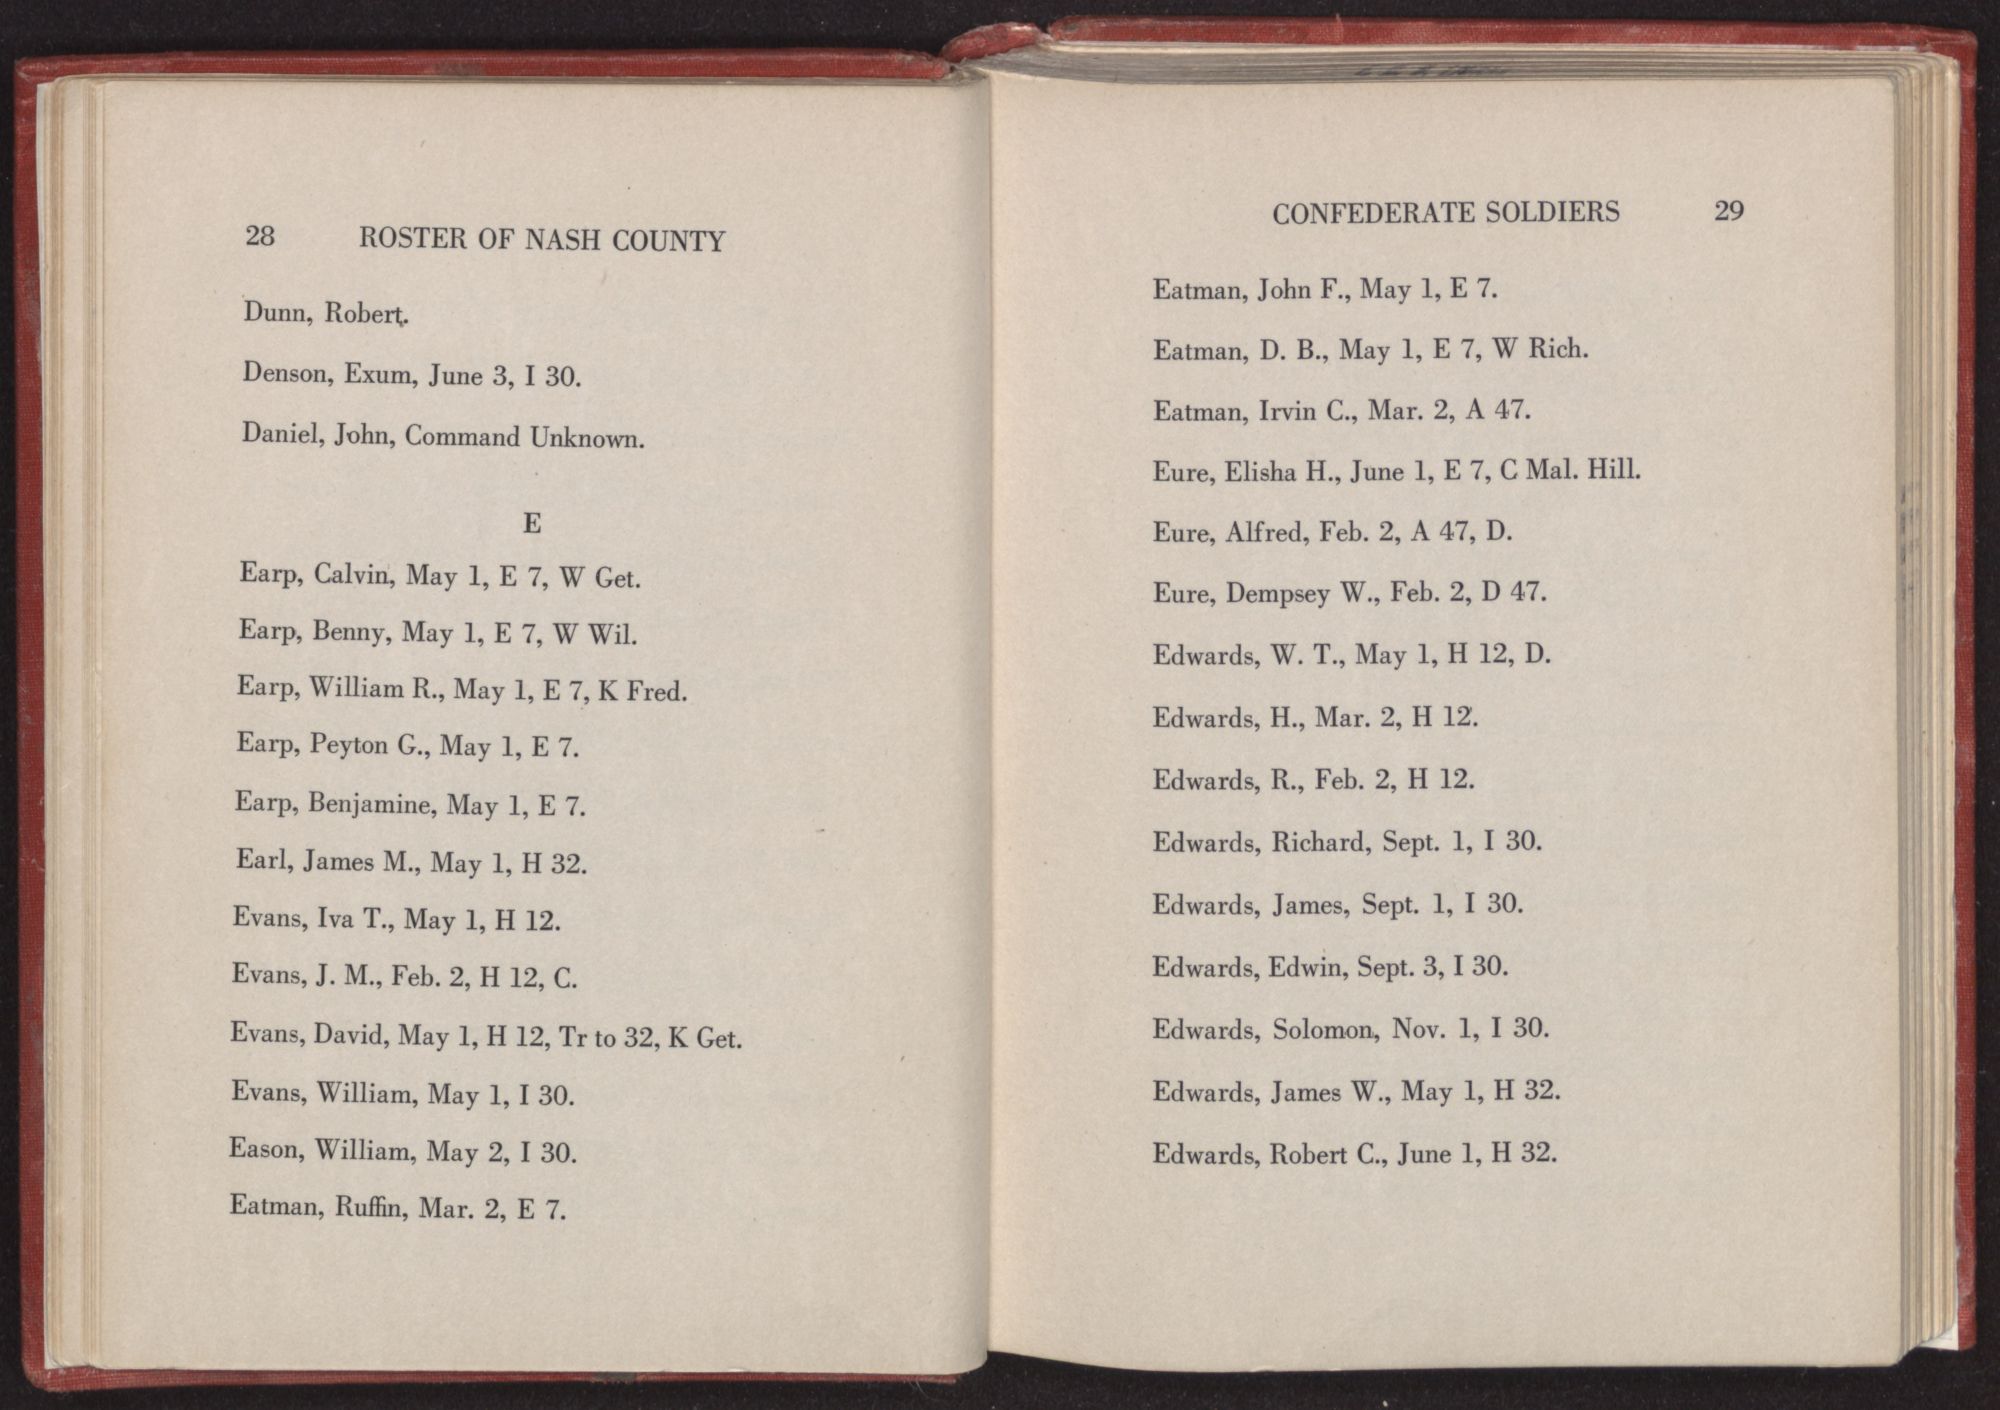 28 ROSTER OF NASH COUNTY
Dunn, Robert.
Denson, Exum, June 3, I 30.
Daniel, John, Command Unknown.
E
Earp, Calvin, May 1, E 7, W Get.
Earp, Benny, May 1, E 7, W Wil.
Earp, William R., May 1, E 7, K Fred.
Earp, Peyton G., May 1, E 7.
Earp, Benjamine, May 1, E 7.
Earl, James M., May 1, H 32.
Evans, Iva T., May 1, H 12.
Evans, J. M., Feb. 2, H 12, C.
Evans, David, May 1, H 12, Tr to 32, K Get.
Evans, William, May 1, I 30.
Eason, William, May 2, I 30.
Eatman, Ruffin, Mar. 2, E 7.
CONFEDERATE SOLDIERS 29
Eatman, John F., May 1, E 7.
Eatman, D. B., May 1, E 7, W Rich.
Eatman, Irvin C., Mar. 2, A 47.
Eure, Elisha H., June 1, E 7, C Mal. Hill.
Eure, Alfred, Feb. 2, A 47, D.
Eure, Dempsey W., Feb. 2, D 47.
Edwards, W. T., May 1, H 12, D.
Edwards, H., Mar. 2, H 12.
Edwards, R., Feb. 2, H 12.
Edwards, Richard, Sept. 1, I 30.
Edwards, James, Sept. 1, I 30.
Edwards, Edwin, Sept. 3, I 30.
Edwards, Solomon, Nov. 1, I 30.
Edwards, James W., May 1, H 32.
Edwards, Robert C., June 1, H 32.